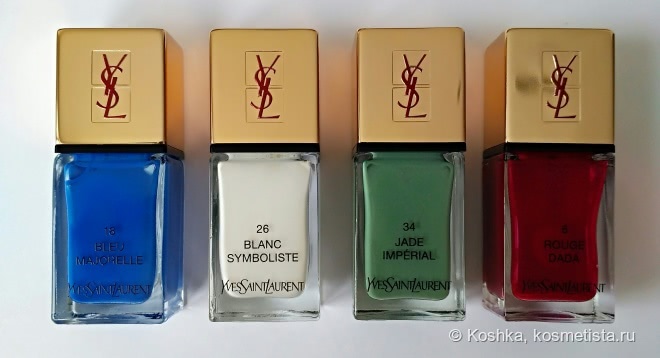 YSL
18
BLEU
MAJORELLE
YVESSAINTLAURENT
YSL
26
BLANC
SYMBOLISTE
YVESSAINTLAURENT
YSL
34
JADE
IMPÉRIAL
YVESSAINTLAURENT
YSL
6
ROUGE
DADA
YVESSAINTLAURENT
© Koshka, kosmetista.ru